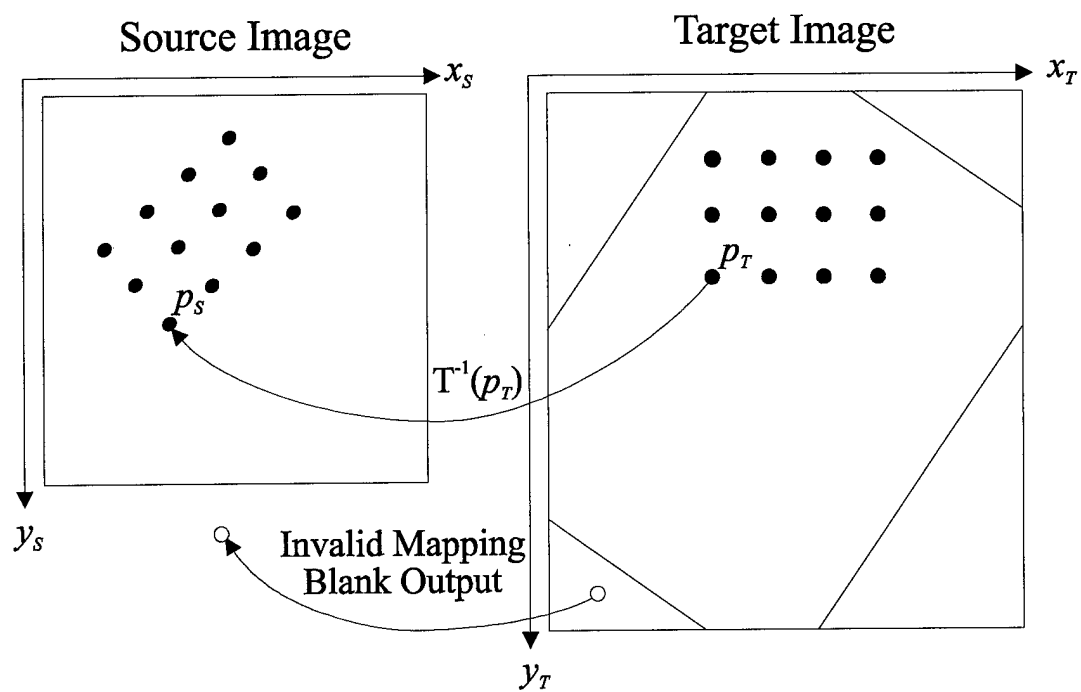 Source Image
Target Image
x_S
x_T
p_T
p_S
T⁻¹(p_T)
y_S
Invalid Mapping
Blank Output
y_T